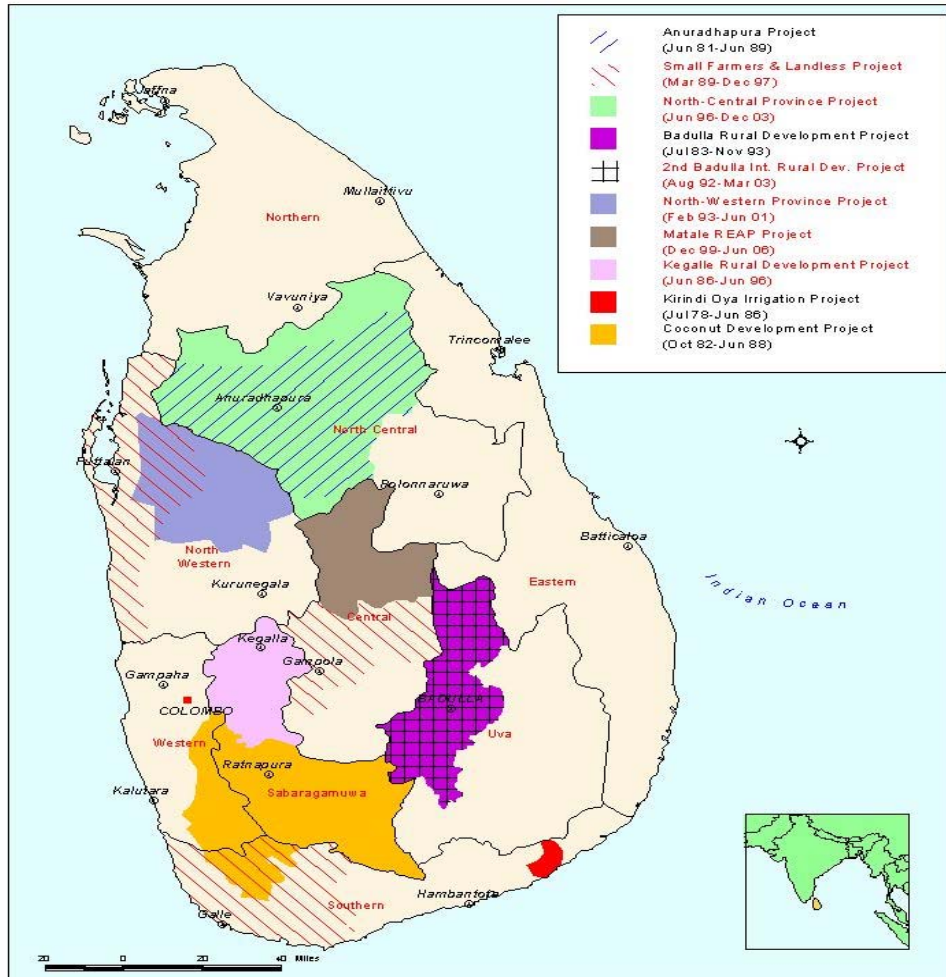 Anuradhapura Project
(Jun 81-Jun 89)
Small Farmers & Landless Project
(Mar 89-Dec 97)
North-Central Province Project
(Jun 96-Dec 03)
Badulla Rural Development Project
(Jul 83-Nov 93)
2nd Badulla Int. Rural Dev. Project
(Aug 92-Mar 03)
North-Western Province Project
(Feb 93-Jun 01)
Matale REAP Project
(Dec 99-Jun 06)
Kegalle Rural Development Project
(Jun 86-Jun 96)
Kirindi Oya Irrigation Project
(Jul 78-Jun 86)
Coconut Development Project
(Oct 82-Jun 88)
Jaffna
Mullaittivu
Northern
Vavuniya
Trincomalee
Anuradhapura
North Central
Puttalan
Polonnaruwa
Batticaloa
North
Western
Eastern
Kurunegala
Indian Ocean
Central
Kegalla
Gampola
Gampaha
COLOMBO
BADULLA
Western
Uva
Ratnapura
Sabaragamuwa
Kalutara
Hambantota
Southern
Galle
20 0 20 40 Miles